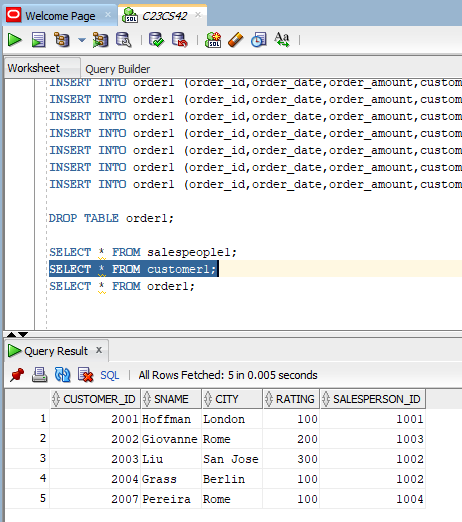 Welcome Page C23CS42
SQL
Aa
Worksheet Query Builder
INSERT INTO order1 (order_id,order_date,order_amount,custom
INSERT INTO order1 (order_id,order_date,order_amount,custom
INSERT INTO order1 (order_id,order_date,order_amount,custom
INSERT INTO order1 (order_id,order_date,order_amount,custom
INSERT INTO order1 (order_id,order_date,order_amount,custom
INSERT INTO order1 (order_id,order_date,order_amount,custom
INSERT INTO order1 (order_id,order_date,order_amount,custom
DROP TABLE order1;
SELECT * FROM salespeople1;
SELECT * FROM customer1;
SELECT * FROM order1;
Query Result x
SQL | All Rows Fetched: 5 in 0.005 seconds
CUSTOMER_ID SNAME CITY RATING SALESPERSON_ID
1 2001 Hoffman London 100 1001
2 2002 Giovanne Rome 200 1003
3 2003 Liu San Jose 300 1002
4 2004 Grass Berlin 100 1002
5 2007 Pereira Rome 100 1004